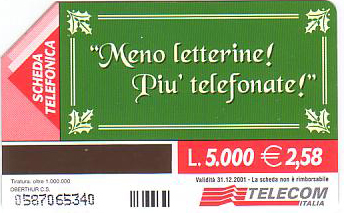 SCHEDA
TELEFONICA
"Meno letterine!
Piu' telefonate!"
L. 5.000 € 2,58
Tiratura: oltre 1.000.000
OBERTHUR C.S.
0587065340
Validità 31.12.2001 - La scheda non è rimborsabile
TELECOM
ITALIA